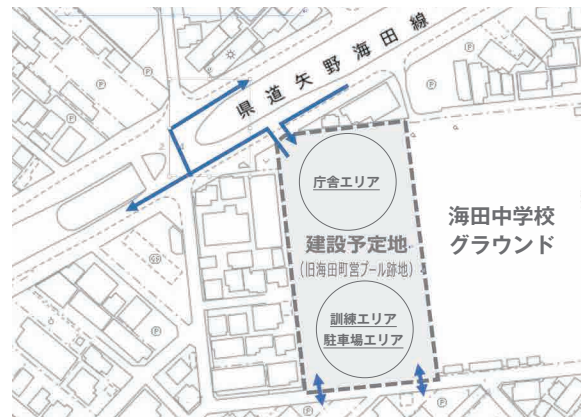 県道矢野海田線
庁舎エリア
建設予定地
(旧海田町営プール跡地)
海田中学校
グラウンド
訓練エリア
駐車場エリア